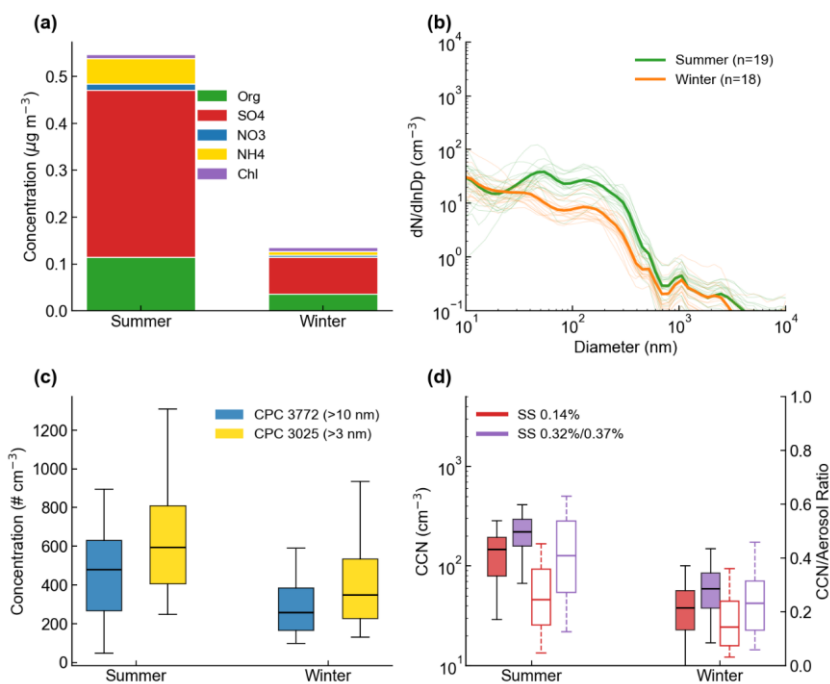 (a)
Concentration (μg m⁻³)
0.5
0.4
0.3
0.2
0.1
0.0
Org
SO4
NO3
NH4
Chl
Summer
Winter
(b)
dN/dlnDp (cm⁻³)
10⁴
10³
10²
10¹
10⁰
10⁻¹
Summer (n=19)
Winter (n=18)
10¹
10²
10³
10⁴
Diameter (nm)
(c)
Concentration (# cm⁻³)
1200
1000
800
600
400
200
0
CPC 3772 (>10 nm)
CPC 3025 (>3 nm)
Summer
Winter
(d)
CCN (cm⁻³)
10³
10²
10¹
SS 0.14%
SS 0.32%/0.37%
Summer
Winter
1.0
0.8
0.6
0.4
0.2
0.0
CCN/Aerosol Ratio